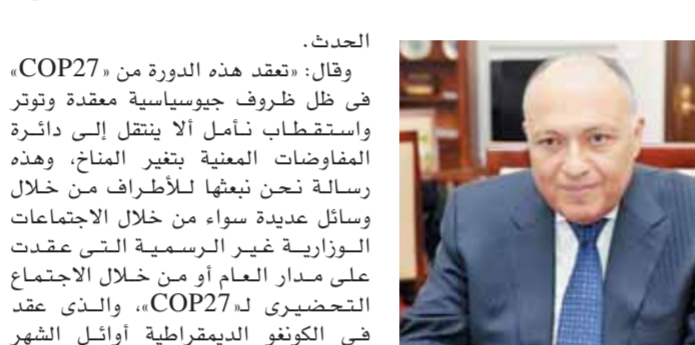 الحدث.
وقال: «تعقد هذه الدورة من «COP27»
فى ظل ظروف جيوسياسية معقدة وتوتر
واستقطاب نأمل ألا ينتقل إلى دائرة
المفاوضات المعنية بتغير المناخ، وهذه
رسالة نحن نبعثها للأطراف من خلال
وسائل عديدة سواء من خلال الاجتماعات
الوزارية غير الرسمية التى عقدت
على مدار العام أو من خلال الاجتماع
التحضيرى لـ«COP27»، والذى عقد
فى الكونغو الديمقراطية أوائل الشهر